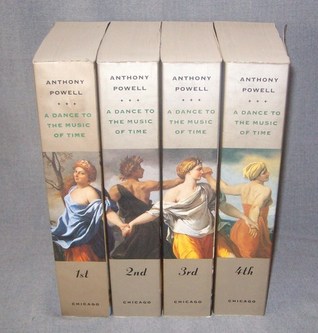 ANTHONY
POWELL
A DANCE TO
THE MUSIC
OF TIME
1st
CHICAGO
ANTHONY
POWELL
A DANCE TO
THE MUSIC
OF TIME
2nd
CHICAGO
ANTHONY
POWELL
A DANCE TO
THE MUSIC
OF TIME
3rd
CHICAGO
ANTHONY
POWELL
A DANCE TO
THE MUSIC
OF TIME
4th
CHICAGO